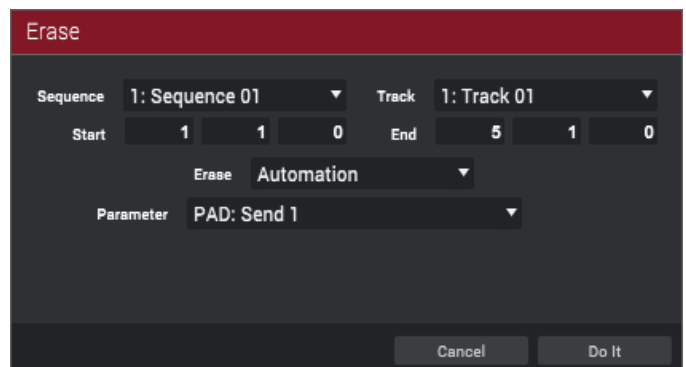 Erase
Sequence 1: Sequence 01 Track 1: Track 01
Start 1 1 0 End 5 1 0
Erase Automation
Parameter PAD: Send 1
Cancel Do It